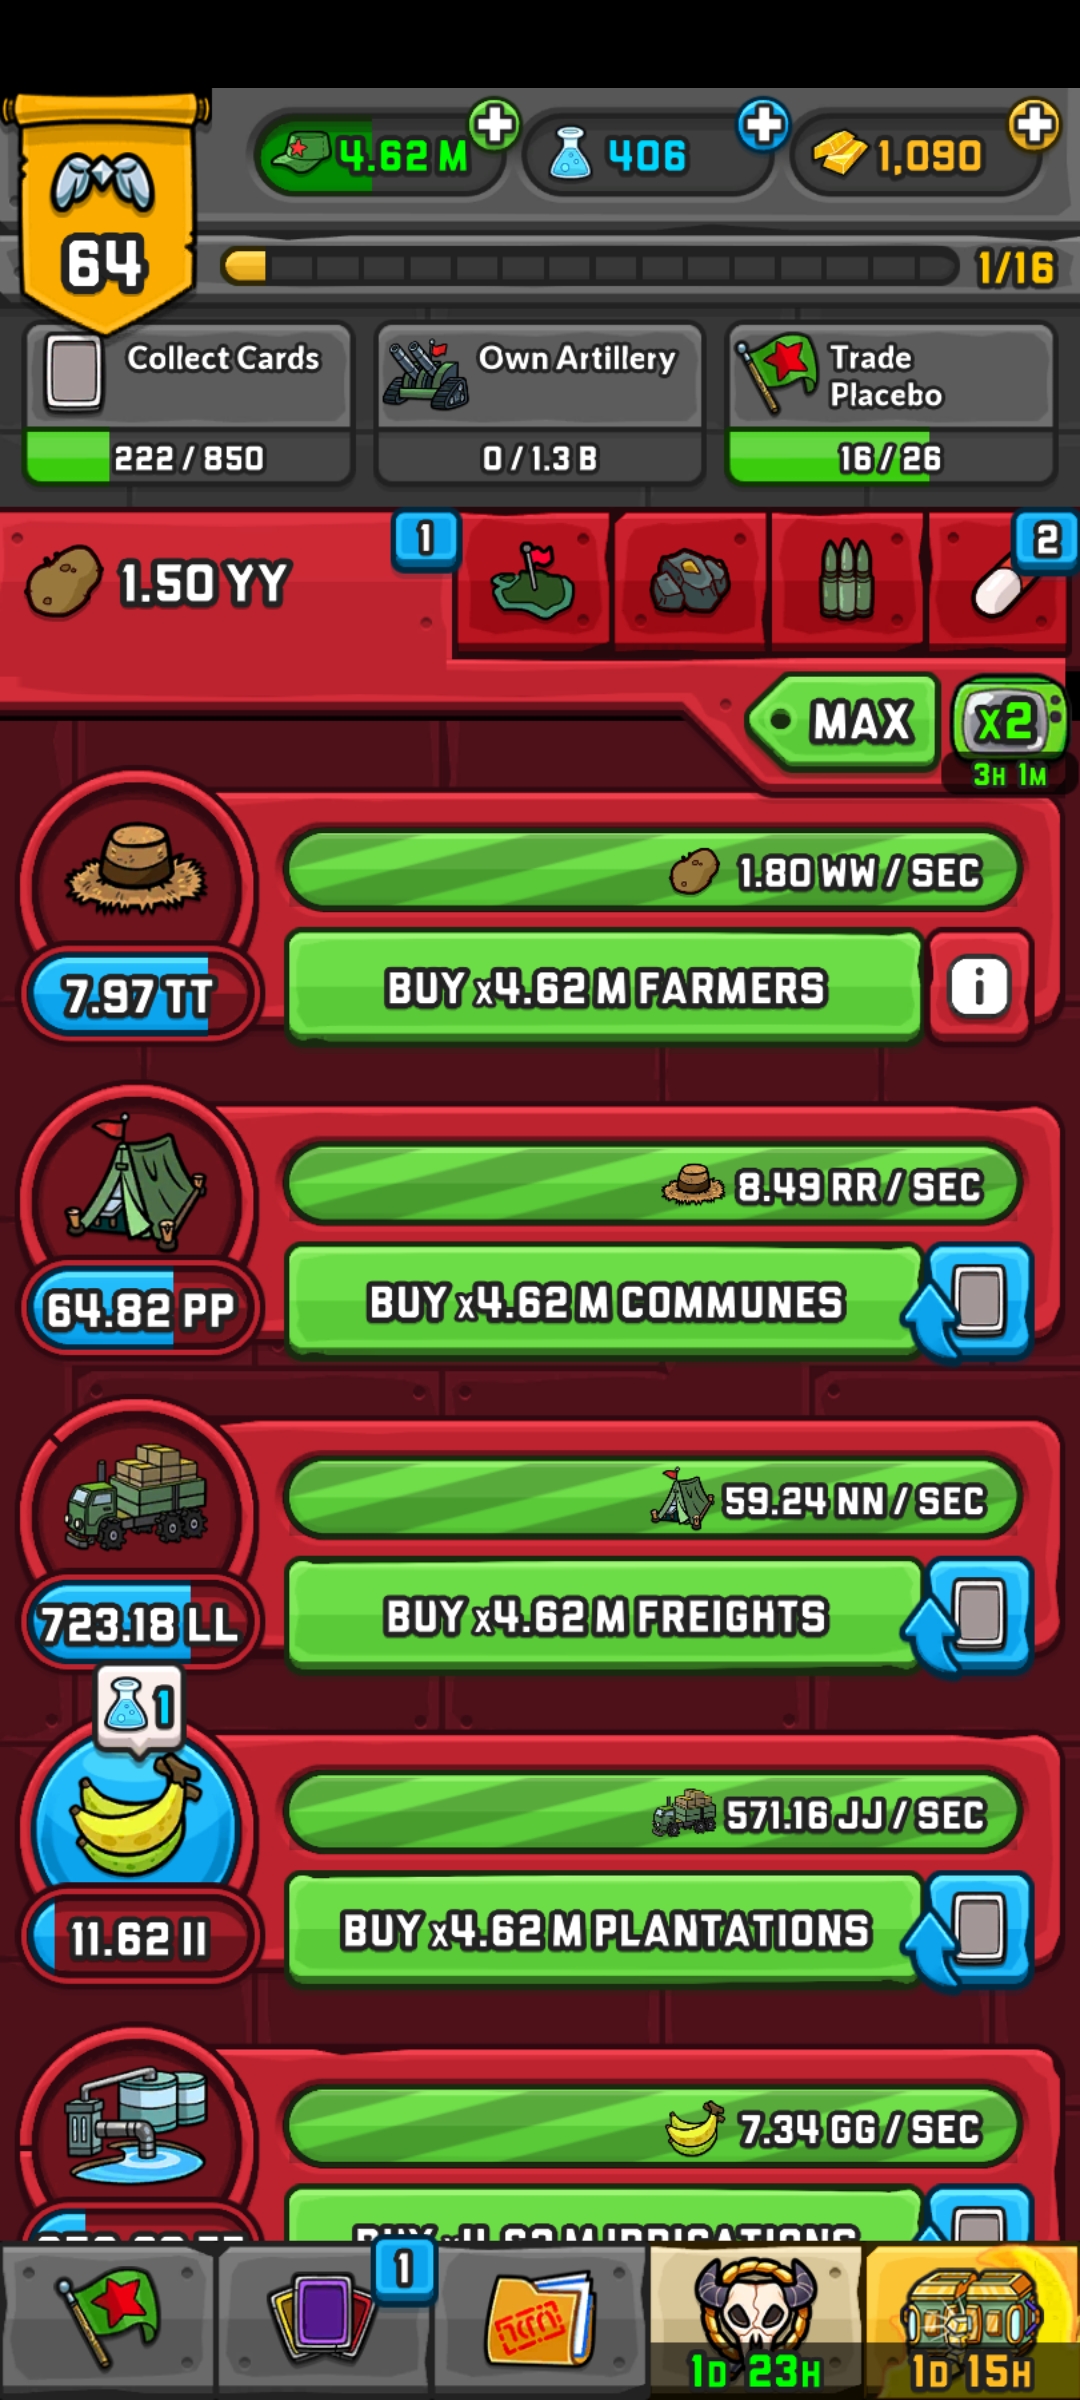 4.62 M
406
1,090
64
1/16
Collect Cards
222 / 850
Own Artillery
0 / 1.3 B
Trade
Placebo
16 / 26
1.50 YY
1
2
MAX
x2
3H 1M
1.80 WW / SEC
7.97 TT
BUY x4.62 M FARMERS
i
8.49 RR / SEC
64.82 PP
BUY x4.62 M COMMUNES
59.24 NN / SEC
723.18 LL
BUY x4.62 M FREIGHTS
1
571.16 JJ / SEC
11.62 II
BUY x4.62 M PLANTATIONS
7.34 GG / SEC
BUY x4.62 M IRRIGATIONS
1
1D 23H
1D 15H